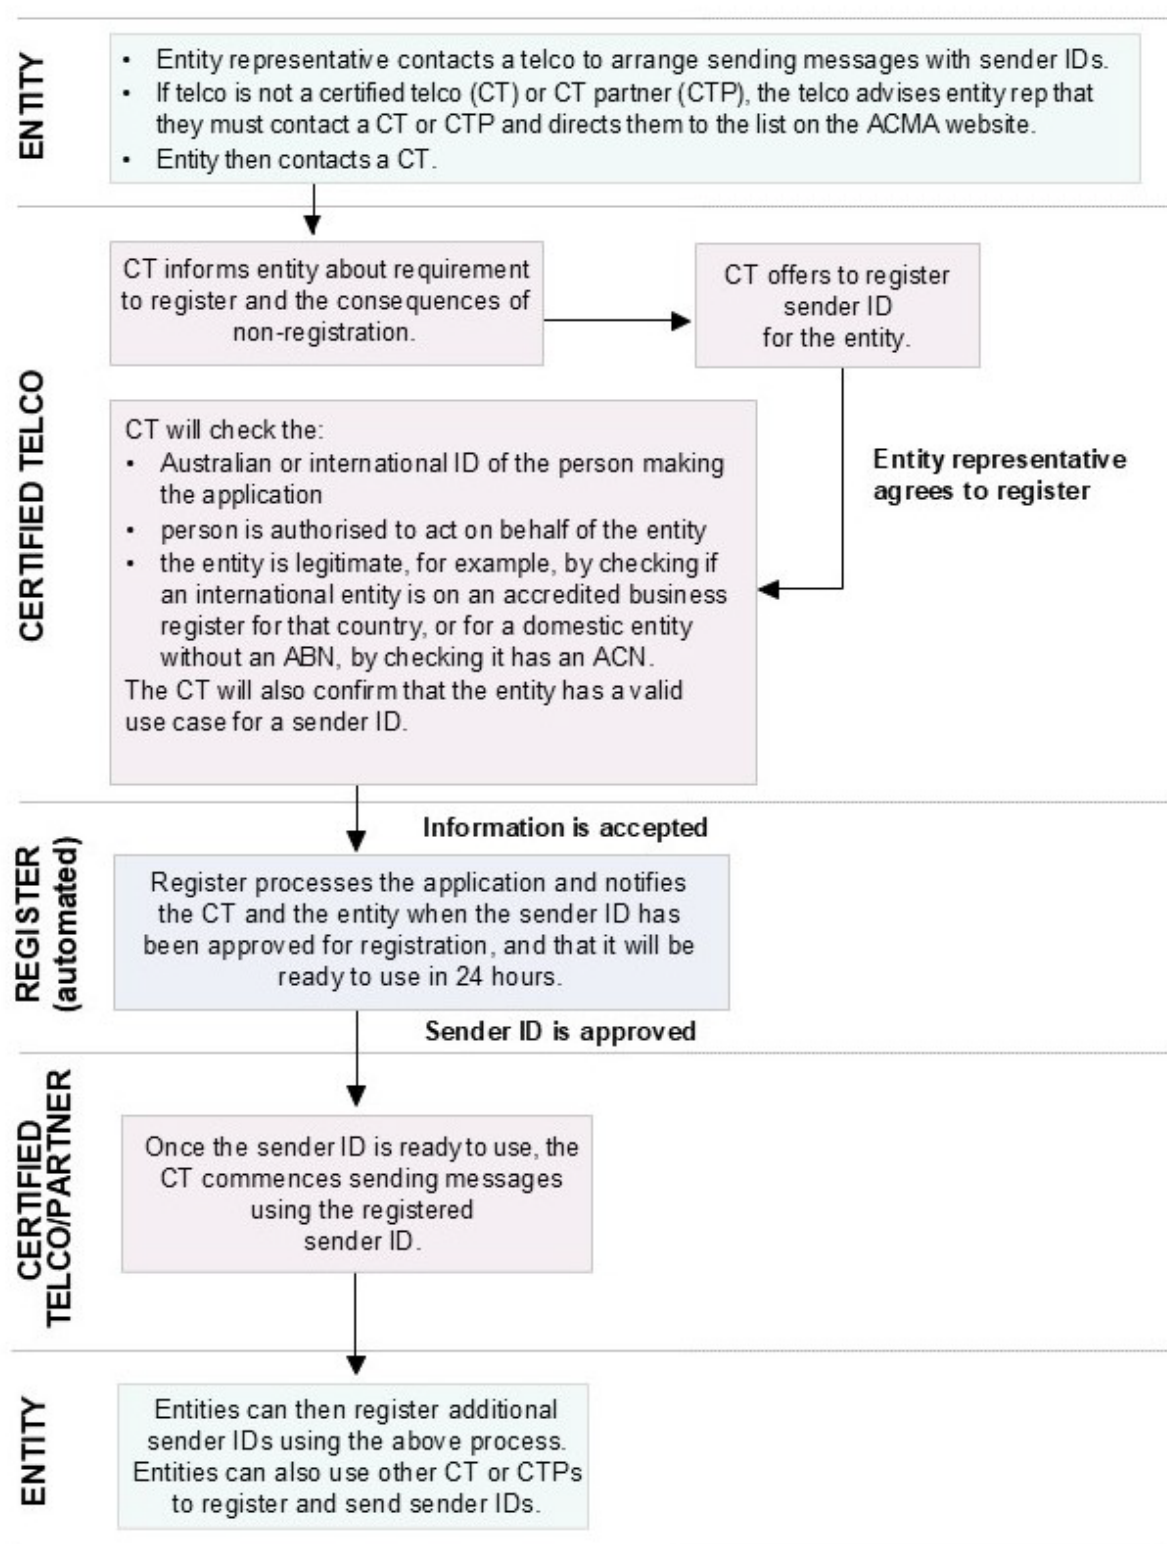 ENTITY
• Entity representative contacts a telco to arrange sending messages with sender IDs.
• If telco is not a certified telco (CT) or CT partner (CTP), the telco advises entity rep that
they must contact a CT or CTP and directs them to the list on the ACMA website.
• Entity then contacts a CT.
CERTIFIED TELCO
CT informs entity about requirement
to register and the consequences of
non-registration.
CT offers to register
sender ID
for the entity.
Entity representative
agrees to register
CT will check the:
• Australian or international ID of the person making
the application
• person is authorised to act on behalf of the entity
• the entity is legitimate, for example, by checking if
an international entity is on an accredited business
register for that country, or for a domestic entity
without an ABN, by checking it has an ACN.
The CT will also confirm that the entity has a valid
use case for a sender ID.
Information is accepted
REGISTER
(automated)
Register processes the application and notifies
the CT and the entity when the sender ID has
been approved for registration, and that it will be
ready to use in 24 hours.
Sender ID is approved
CERTIFIED
TELCO/PARTNER
Once the sender ID is ready to use, the
CT commences sending messages
using the registered
sender ID.
ENTITY
Entities can then register additional
sender IDs using the above process.
Entities can also use other CT or CTPs
to register and send sender IDs.